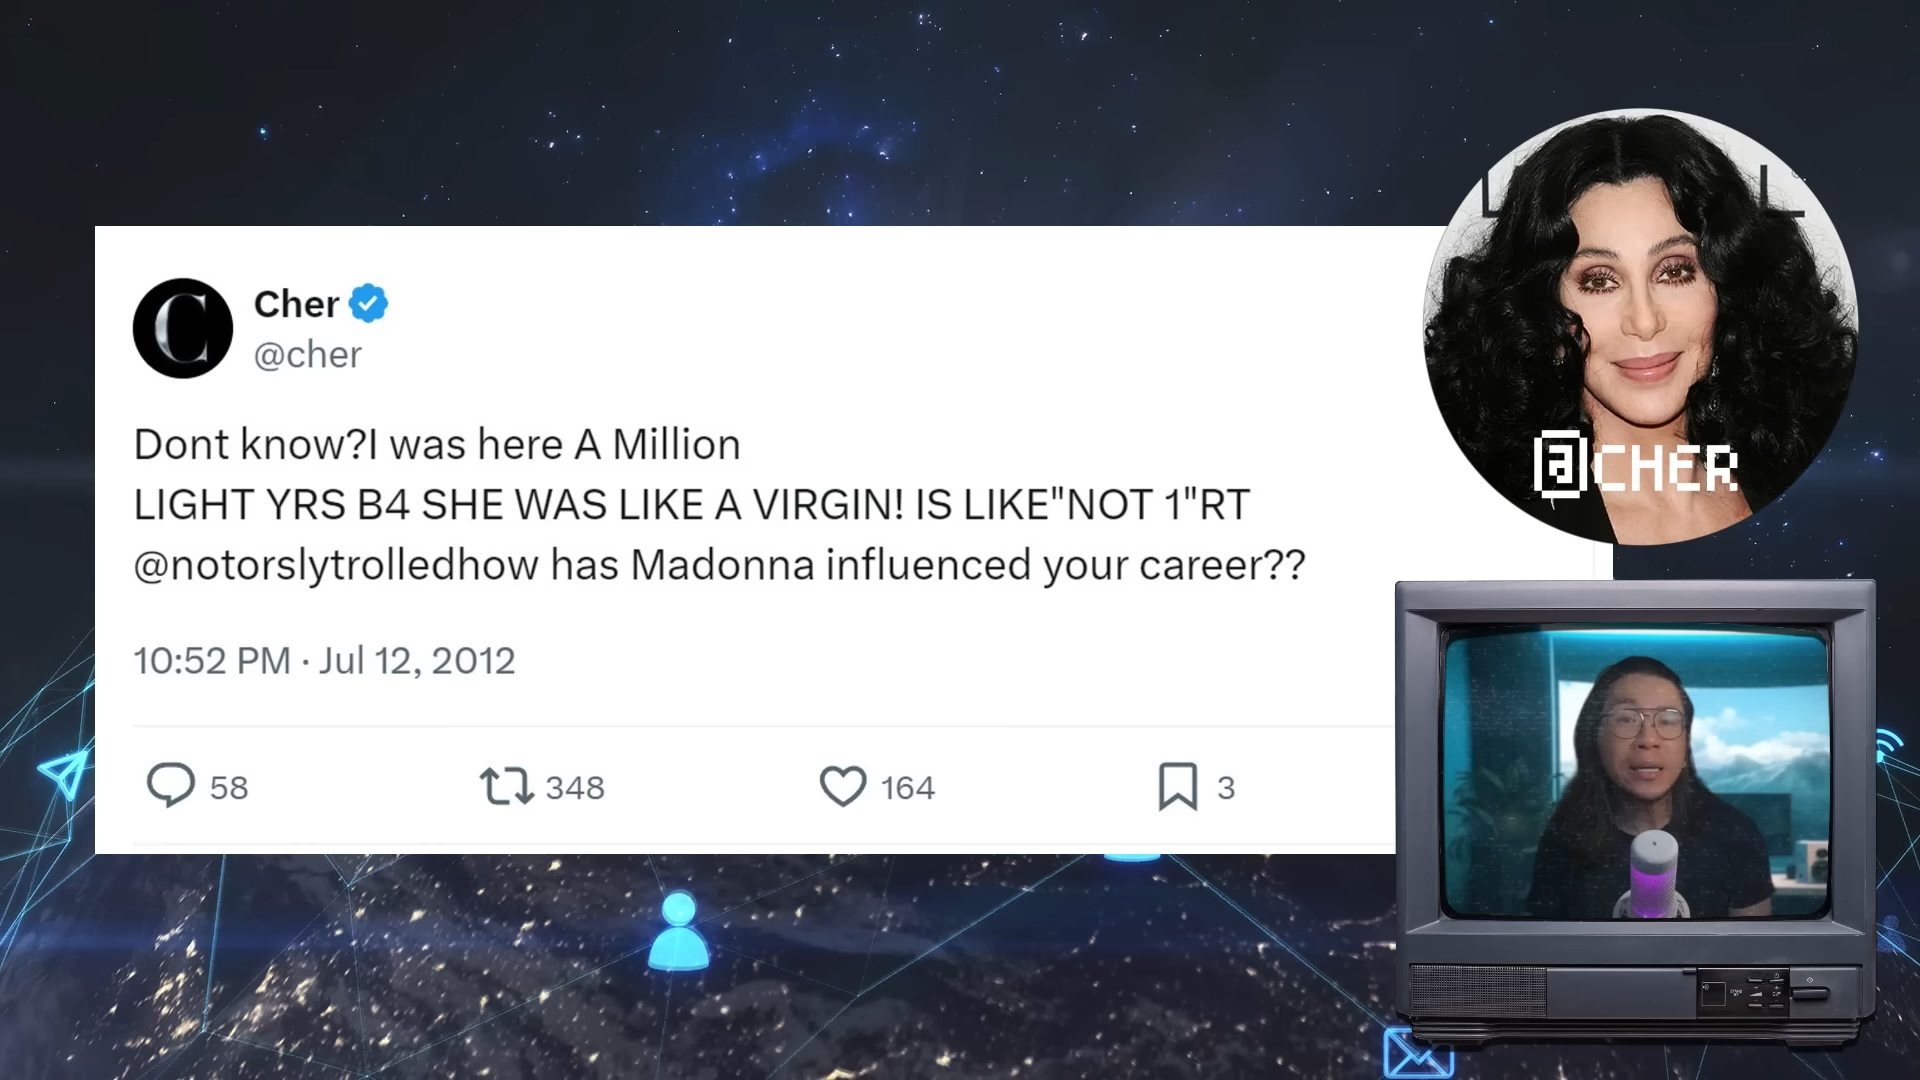 Cher
@cher
Dont know?I was here A Million
LIGHT YRS B4 SHE WAS LIKE A VIRGIN! IS LIKE"NOT 1"RT
@notorslytrolledhow has Madonna influenced your career??
10:52 PM · Jul 12, 2012
58
348
164
3
@CHER